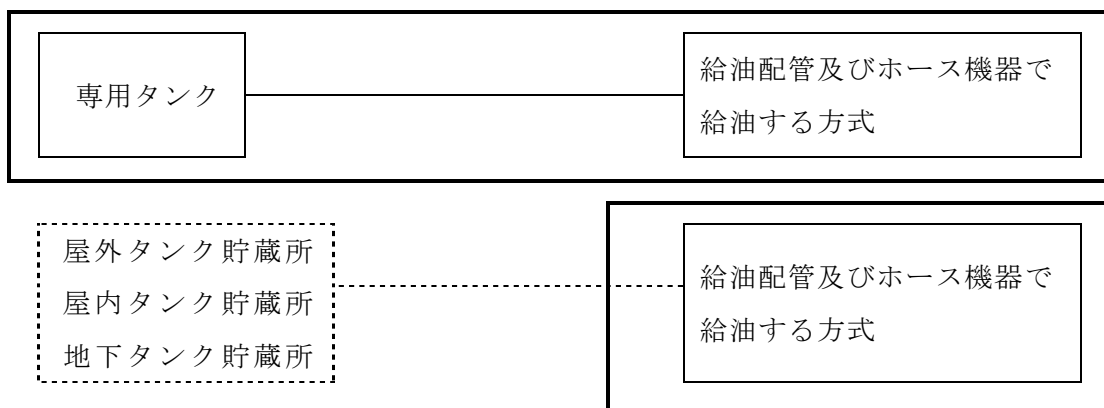 専用タンク
給油配管及びホース機器で
給油する方式
屋外タンク貯蔵所
屋内タンク貯蔵所
地下タンク貯蔵所
給油配管及びホース機器で
給油する方式